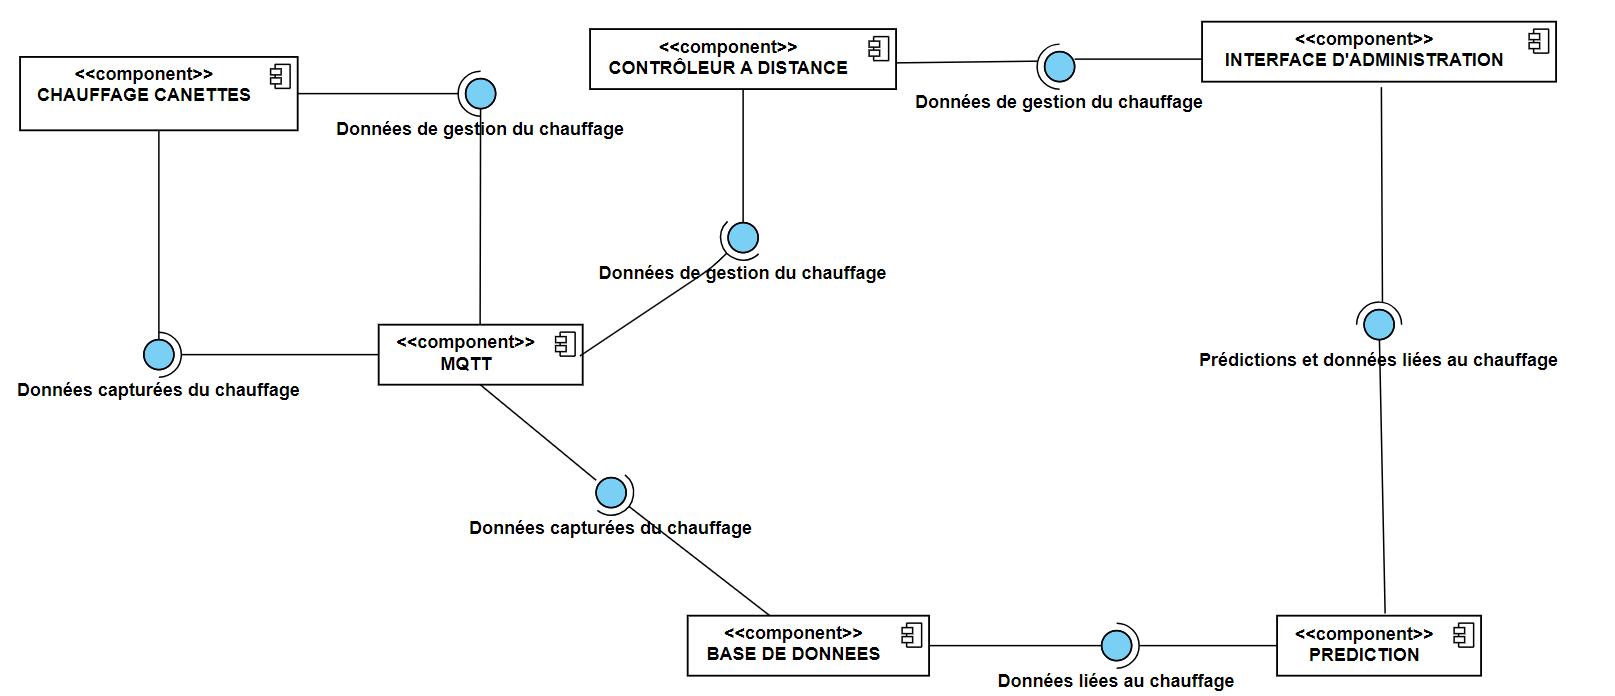 <<component>>
CHAUFFAGE CANETTES
Données de gestion du chauffage
<<component>>
CONTRÔLEUR A DISTANCE
Données de gestion du chauffage
<<component>>
INTERFACE D'ADMINISTRATION
Données de gestion du chauffage
Données capturées du chauffage
<<component>>
MQTT
Prédictions et données liées au chauffage
Données capturées du chauffage
<<component>>
BASE DE DONNEES
Données liées au chauffage
<<component>>
PREDICTION